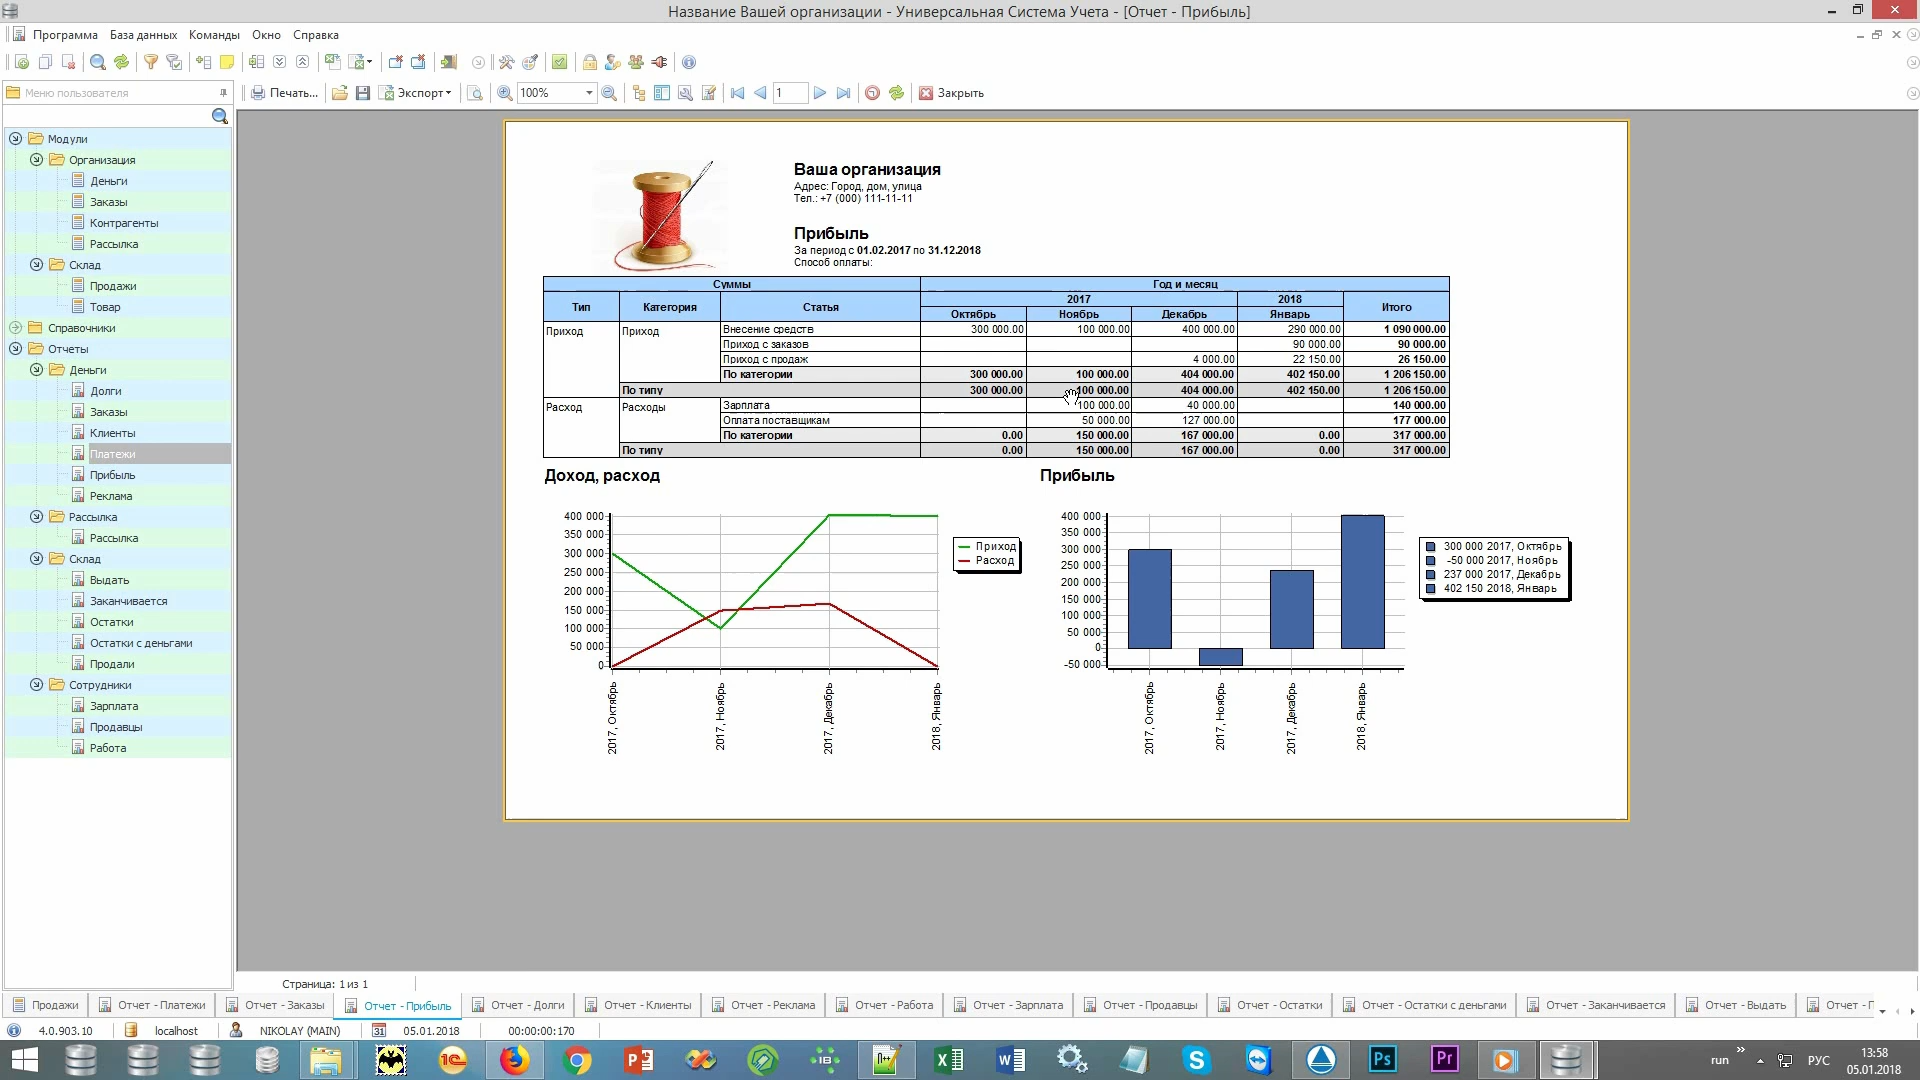 Название Вашей организации - Универсальная Система Учета - [Отчет - Прибыль]
Программа База данных Команды Окно Справка
Печать... Экспорт 100% 1 Закрыть
Меню пользователя
Модули
Организация
Деньги
Заказы
Контрагенты
Рассылка
Склад
Продажи
Товар
Справочники
Отчеты
Деньги
Долги
Заказы
Клиенты
Платежи
Прибыль
Реклама
Рассылка
Рассылка
Склад
Выдать
Заканчивается
Остатки
Остатки с деньгами
Продали
Сотрудники
Зарплата
Продавцы
Работа
Ваша организация
Адрес: Город, дом, улица
Тел.: +7 (000) 111-11-11
Прибыль
За период с 01.02.2017 по 31.12.2018
Способ оплаты:
Суммы Год и месяц
Тип Категория Статья 2017 2018 Итого
Октябрь Ноябрь Декабрь Январь
Приход Приход Внесение средств 300 000.00 100 000.00 400 000.00 290 000.00 1 090 000.00
Приход с заказов 90 000.00 90 000.00
Приход с продаж 4 000.00 22 150.00 26 150.00
По категории 300 000.00 100 000.00 404 000.00 402 150.00 1 206 150.00
По типу 300 000.00 100 000.00 404 000.00 402 150.00 1 206 150.00
Расход Расходы Зарплата 100 000.00 40 000.00 140 000.00
Оплата поставщикам 50 000.00 127 000.00 177 000.00
По категории 0.00 150 000.00 167 000.00 0.00 317 000.00
По типу 0.00 150 000.00 167 000.00 0.00 317 000.00
Доход, расход
400 000
350 000
300 000
250 000
200 000
150 000
100 000
50 000
0
2017, Октябрь
2017, Ноябрь
2017, Декабрь
2018, Январь
Приход
Расход
Прибыль
400 000
350 000
300 000
250 000
200 000
150 000
100 000
50 000
0
-50 000
2017, Октябрь
2017, Ноябрь
2017, Декабрь
2018, Январь
300 000 2017, Октябрь
-50 000 2017, Ноябрь
237 000 2017, Декабрь
402 150 2018, Январь
Страница: 1 из 1
Продажи Отчет - Платежи Отчет - Заказы Отчет - Прибыль Отчет - Долги Отчет - Клиенты Отчет - Реклама Отчет - Работа Отчет - Зарплата Отчет - Продавцы Отчет - Остатки Отчет - Остатки с деньгами Отчет - Заканчивается Отчет - Выдать Отчет - П
4.0.903.10 localhost NIKOLAY (MAIN) 31 05.01.2018 00:00:00:170
run РУС 13:58
05.01.2018